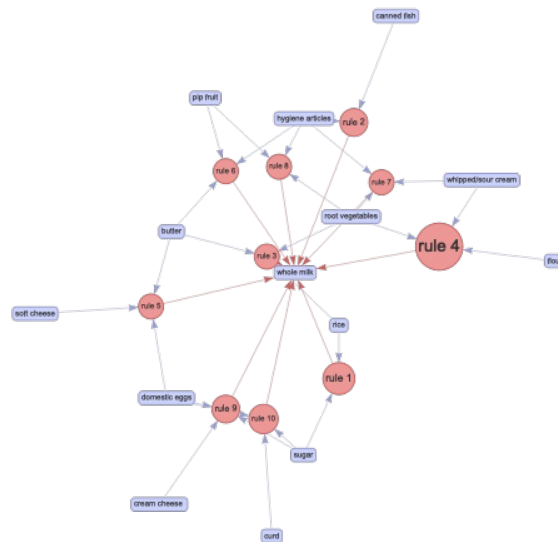 canned fish
pip fruit
hygiene articles
rule 2
rule 8
rule 6
rule 7
whipped/sour cream
root vegetables
butter
rule 4
rule 3
flou
whole milk
rule 5
soft cheese
rice
rule 1
domestic eggs
rule 9
rule 10
sugar
cream cheese
curd